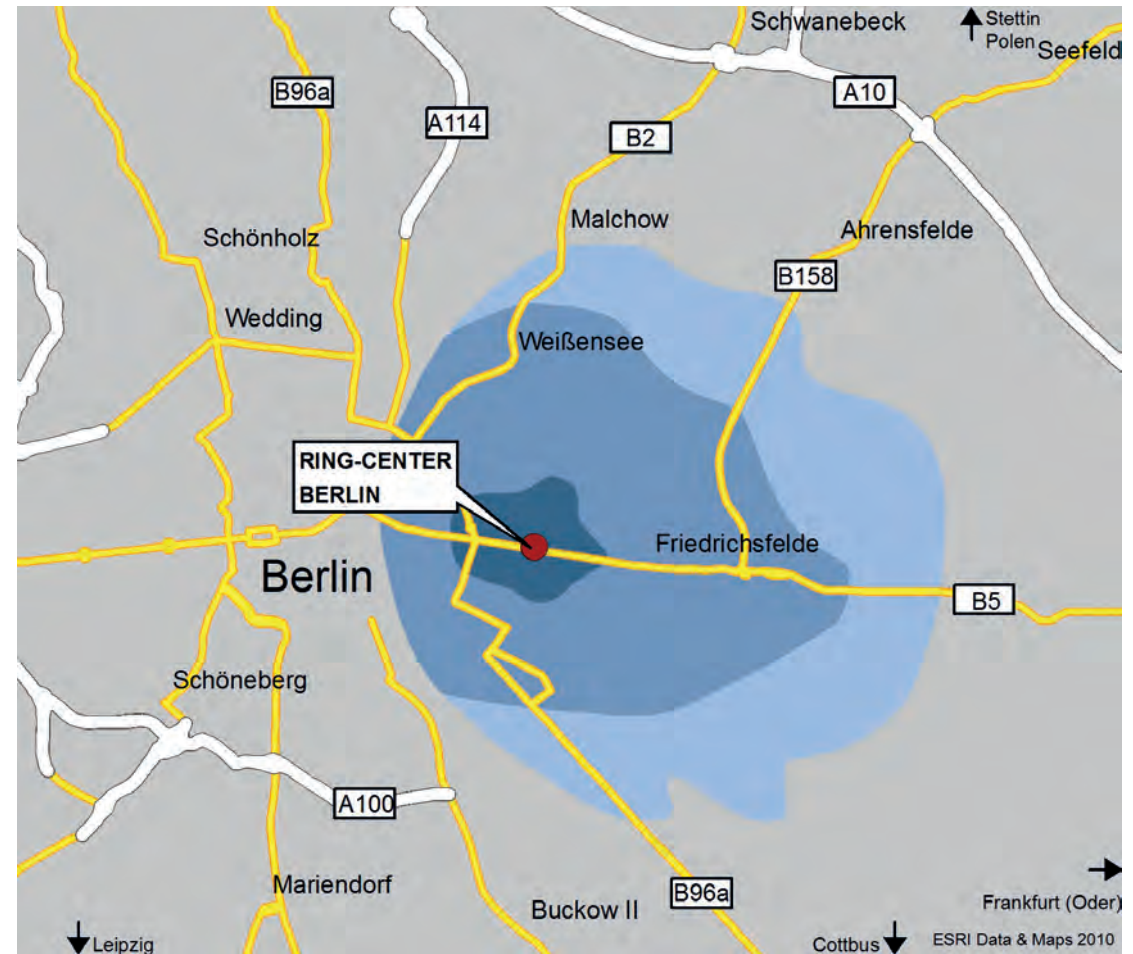 Schwanebeck
Stettin
Polen
Seefeld
B96a
A10
A114
B2
Malchow
Schönholz
Ahrensfelde
B158
Wedding
Weißensee
RING-CENTER
BERLIN
Friedrichsfelde
Berlin
B5
Schöneberg
A100
Mariendorf
B96a
Buckow II
Frankfurt (Oder)
Leipzig
Cottbus
ESRI Data & Maps 2010